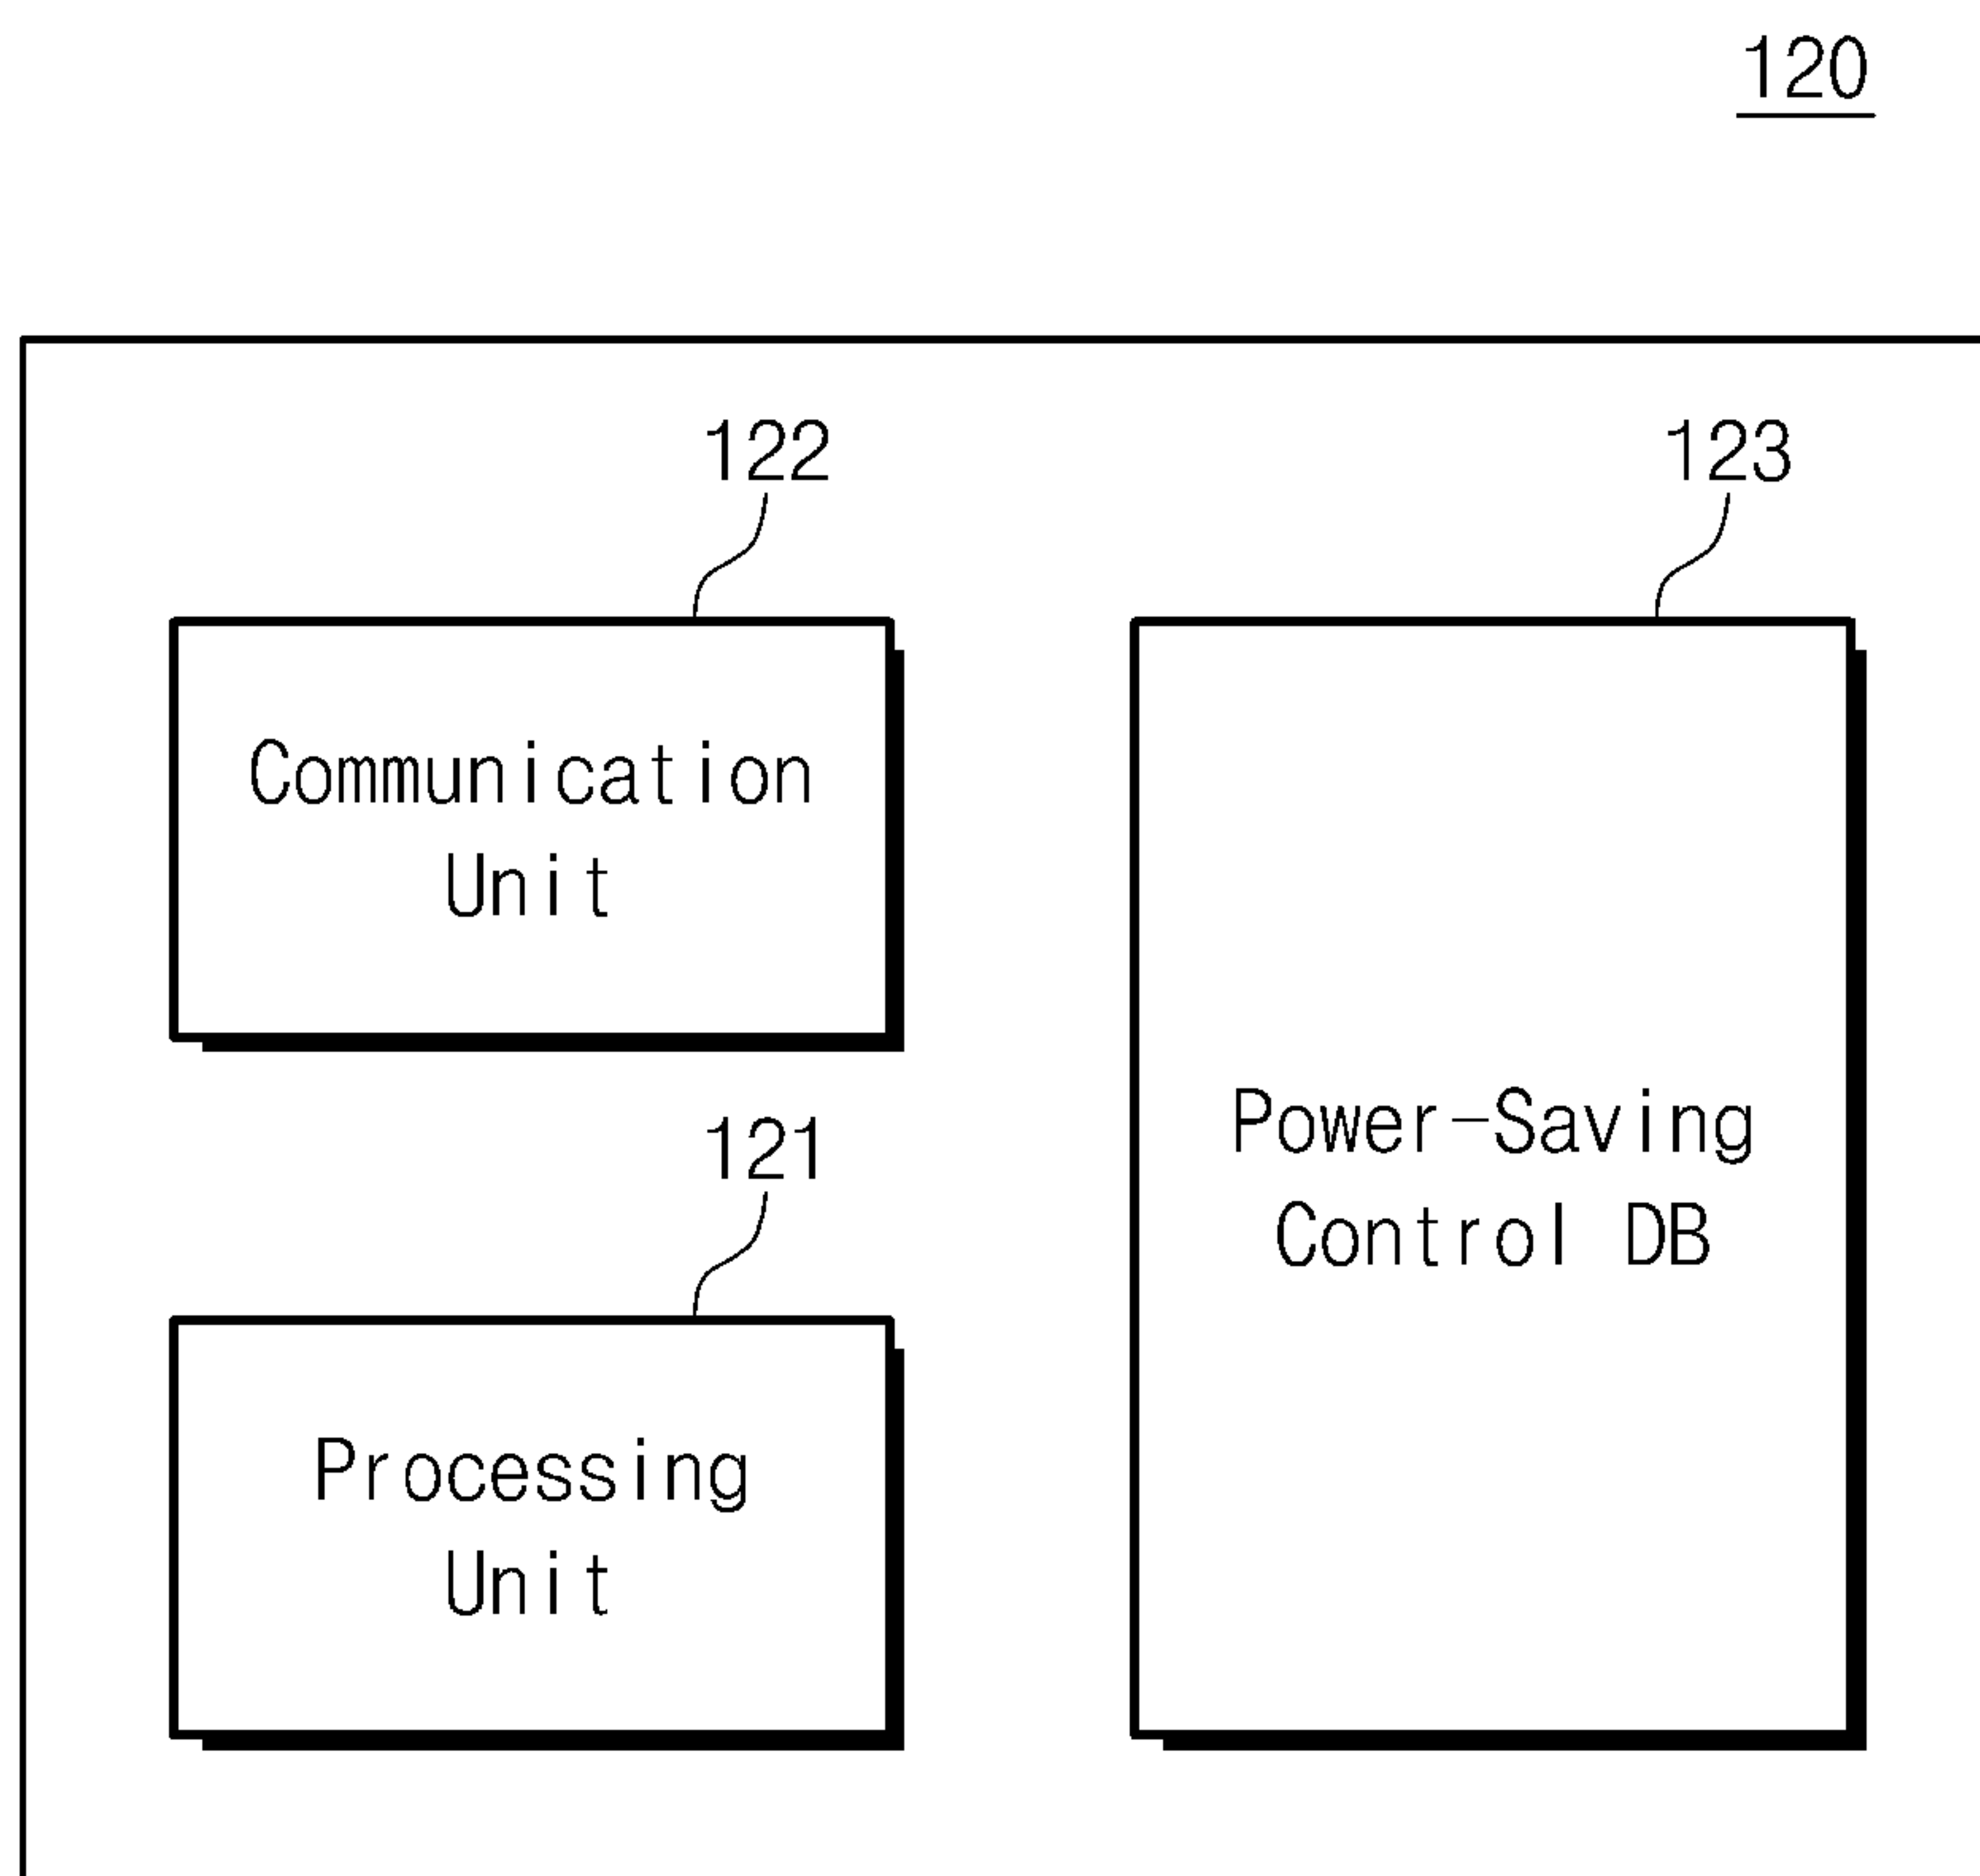 120
122
123
Communication
Unit
Power-Saving
Control DB
121
Processing
Unit